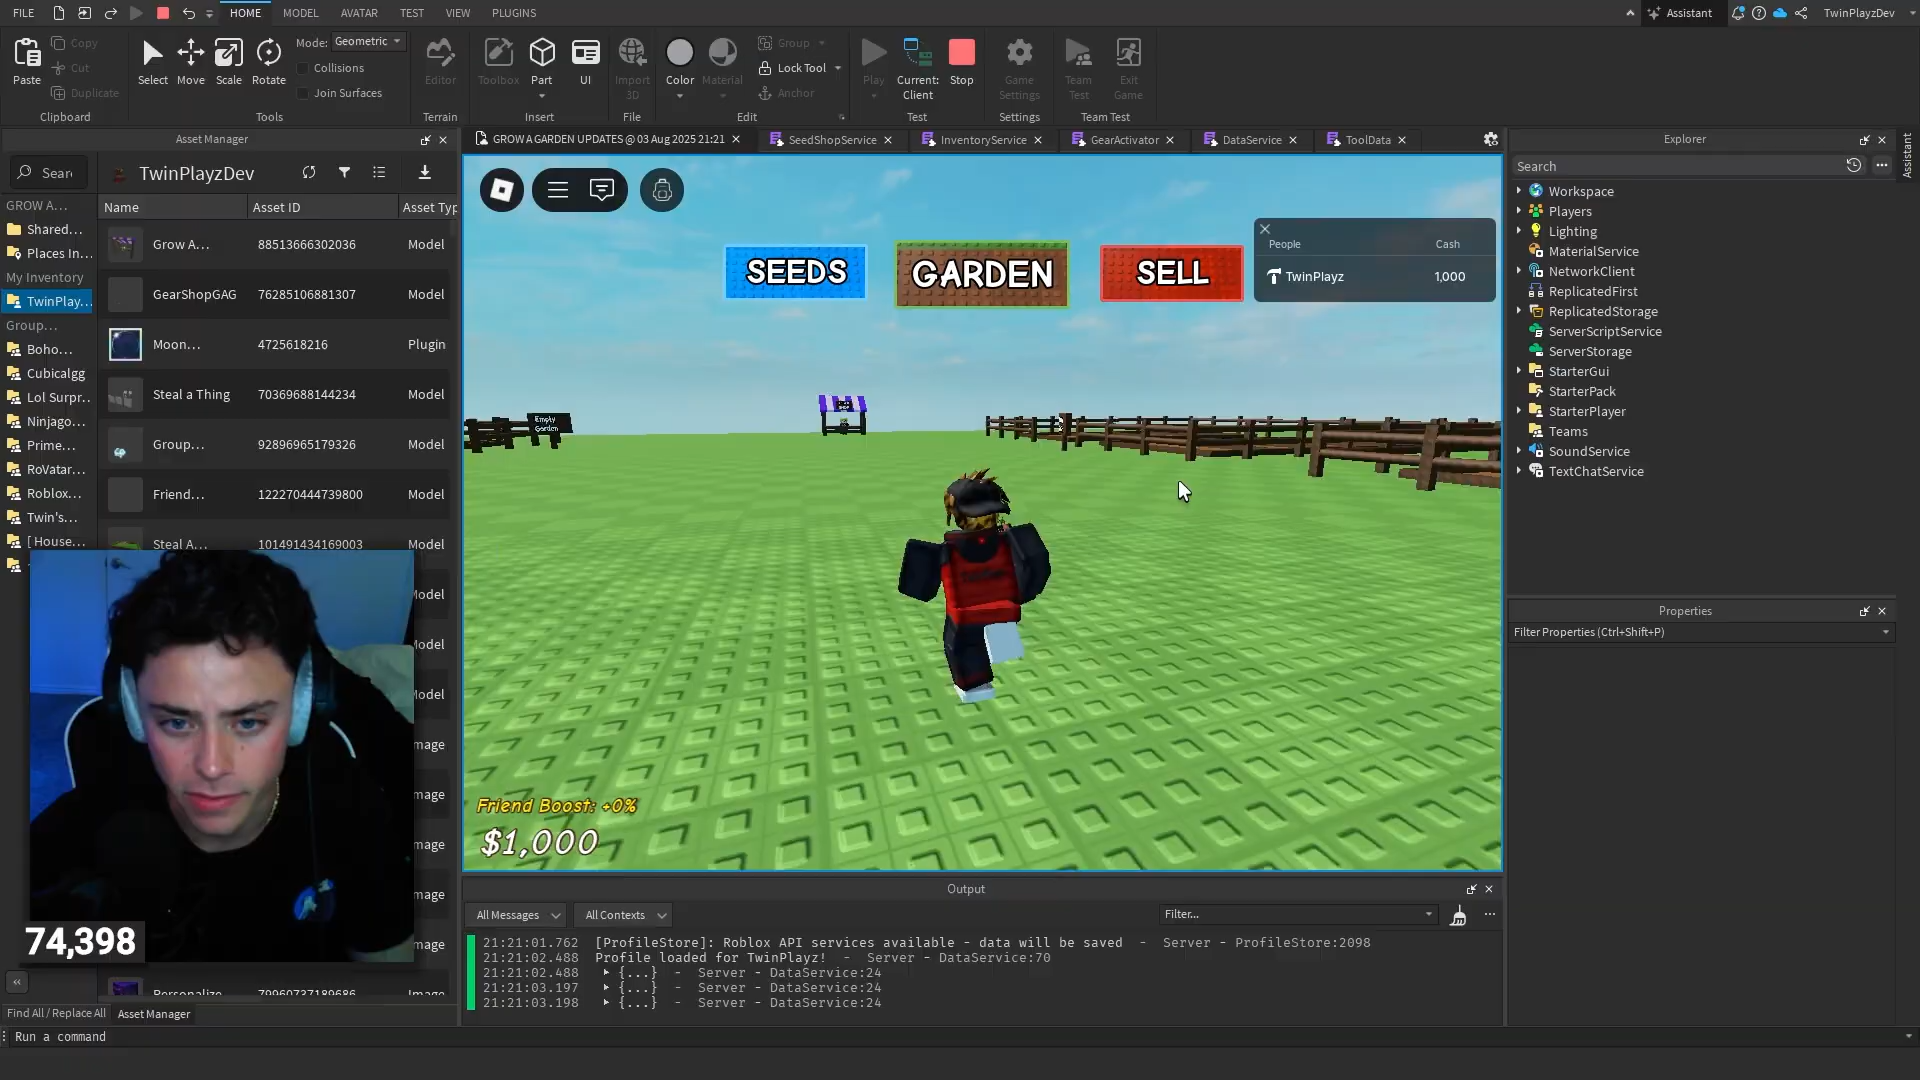 FILE HOME MODEL AVATAR TEST VIEW PLUGINS Assistant TwinPlayzDev
Paste Copy Cut Duplicate Clipboard
Select Move Scale Rotate Mode: Geometric Collisions Join Surfaces Tools
Editor Terrain
Toolbox Part UI Insert
Import 3D File
Color Material Group Lock Tool Anchor Edit
Play Current: Client Stop Test
Game Settings Settings
Team Test Exit Game Team Test
Asset Manager
Sear
TwinPlayzDev
Name Asset ID Asset Typ
GROW A...
Shared...
Places In...
My Inventory
TwinPlay...
Group...
Boho...
Cubicalgg
Lol Surpr...
Ninjago...
Prime...
RoVatar...
Roblox...
Twin's...
[ House...
Grow A... 88513666302036 Model
GearShopGAG 76285106881307 Model
Moon... 4725618216 Plugin
Steal a Thing 70369688144234 Model
Group... 92896965179326 Model
Friend... 122270444739800 Model
Steal A... 101491434169003 Model
Model
Model
Model
mage
mage
mage
mage
mage
Personalize 79960737189686 Image
74,398
Find All / Replace All Asset Manager
GROW A GARDEN UPDATES @ 03 Aug 2025 21:21 SeedShopService InventoryService GearActivator DataService ToolData
SEEDS GARDEN SELL
People Cash
TwinPlayz 1,000
Empty
Garden
Friend Boost: +0%
$1,000
Output
All Messages All Contexts Filter...
21:21:01.762 [ProfileStore]: Roblox API services available - data will be saved - Server - ProfileStore:2098
21:21:02.488 Profile loaded for TwinPlayz! - Server - DataService:70
21:21:02.488 {...} - Server - DataService:24
21:21:03.197 {...} - Server - DataService:24
21:21:03.198 {...} - Server - DataService:24
Explorer
Search
Workspace
Players
Lighting
MaterialService
NetworkClient
ReplicatedFirst
ReplicatedStorage
ServerScriptService
ServerStorage
StarterGui
StarterPack
StarterPlayer
Teams
SoundService
TextChatService
Properties
Filter Properties (Ctrl+Shift+P)
Assistant
Run a command